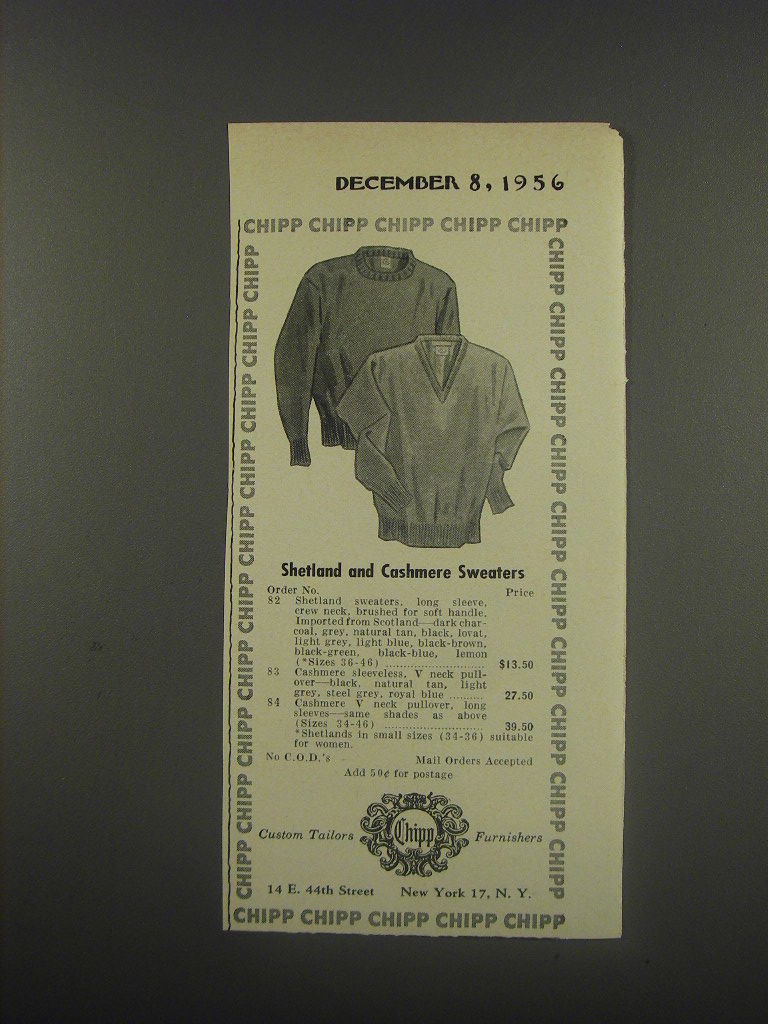 DECEMBER 8, 1956
CHIPP CHIPP CHIPP CHIPP CHIPP
CHIPP CHIPP CHIPP CHIPP CHIPP CHIPP CHIPP CHIPP CHIPP CHIPP
CHIPP CHIPP CHIPP CHIPP CHIPP CHIPP CHIPP CHIPP CHIPP CHIPP
Shetland and Cashmere Sweaters
Order No. Price
82 Shetland sweaters, long sleeve,
crew neck, brushed for soft handle.
Imported from Scotland—dark char-
coal, grey, natural tan, black, lovat,
light grey, light blue, black-brown,
black-green, black-blue, lemon
(*Sizes 36-46) ............................ $13.50
83 Cashmere sleeveless, V neck pull-
over—black, natural tan, light
grey, steel grey, royal blue .......... 27.50
84 Cashmere V neck pullover, long
sleeves—same shades as above
(Sizes 34-46) ............................ 39.50
*Shetlands in small sizes (34-36) suitable
for women.
No C.O.D.'s - Mail Orders Accepted
Add 50¢ for postage
Custom Tailors Chipp Furnishers
14 E. 44th Street New York 17, N. Y.
CHIPP CHIPP CHIPP CHIPP CHIPP